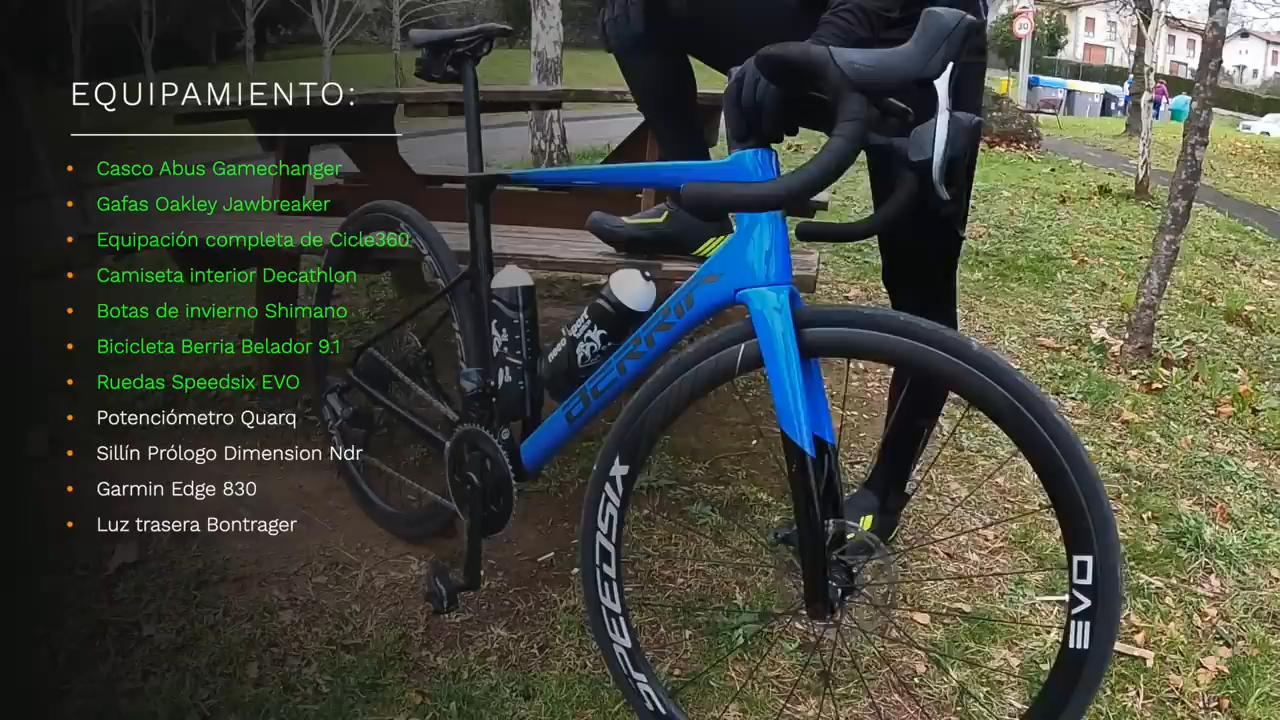 EQUIPAMIENTO:
• Casco Abus Gamechanger
• Gafas Oakley Jawbreaker
• Equipación completa de Cicle360
• Camiseta interior Decathlon
• Botas de invierno Shimano
• Bicicleta Berria Belador 9.1
• Ruedas Speedsix EVO
• Potenciómetro Quarq
• Sillín Prólogo Dimension Ndr
• Garmin Edge 830
• Luz trasera Bontrager
30
BERRIA
SPEEDSIX
EVO